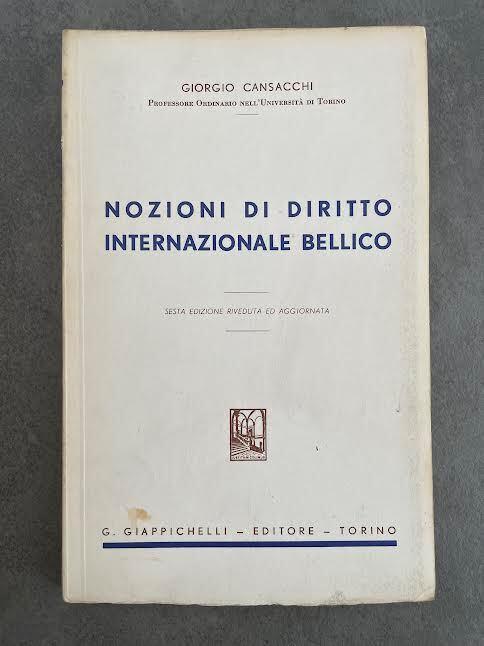 GIORGIO CANSACCHI
PROFESSORE ORDINARIO NELL'UNIVERSITÀ DI TORINO
NOZIONI DI DIRITTO
INTERNAZIONALE BELLICO
SESTA EDIZIONE RIVEDUTA ED AGGIORNATA
G. GIAPPICHELLI – EDITORE – TORINO